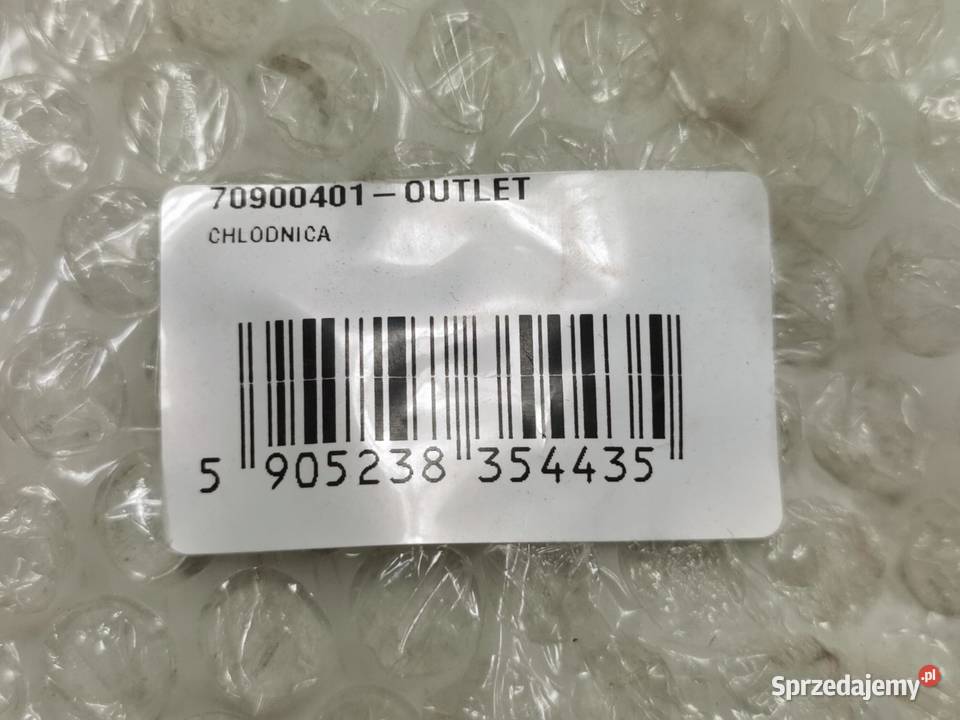 70900401-OUTLET
CHLODNICA
5 905238 354435
Sprzedajemy.pl